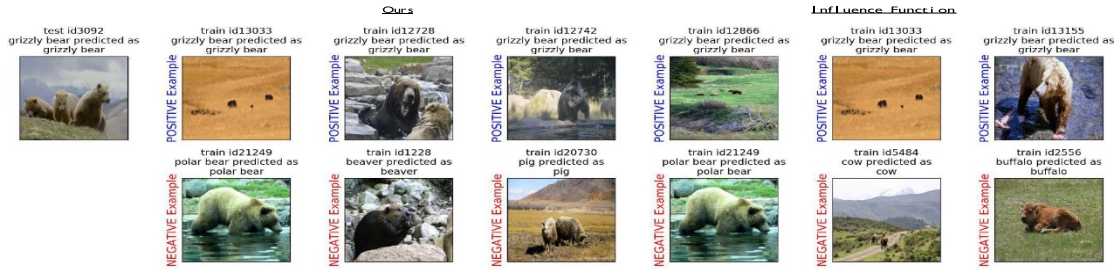 Ours
Influence Function
test id3092
grizzly bear predicted as
grizzly bear
train id13033
grizzly bear predicted as
grizzly bear
train id12728
grizzly bear predicted as
grizzly bear
train id12742
grizzly bear predicted as
grizzly bear
train id12866
grizzly bear predicted as
grizzly bear
train id13033
grizzly bear predicted as
grizzly bear
train id13155
grizzly bear predicted as
grizzly bear
POSITIVE Example
POSITIVE Example
POSITIVE Example
POSITIVE Example
POSITIVE Example
POSITIVE Example
train id21249
polar bear predicted as
polar bear
train id1228
beaver predicted as
beaver
train id20730
pig predicted as
pig
train id21249
polar bear predicted as
polar bear
train id5484
cow predicted as
cow
train id2556
buffalo predicted as
buffalo
NEGATIVE Example
NEGATIVE Example
NEGATIVE Example
NEGATIVE Example
NEGATIVE Example
NEGATIVE Example